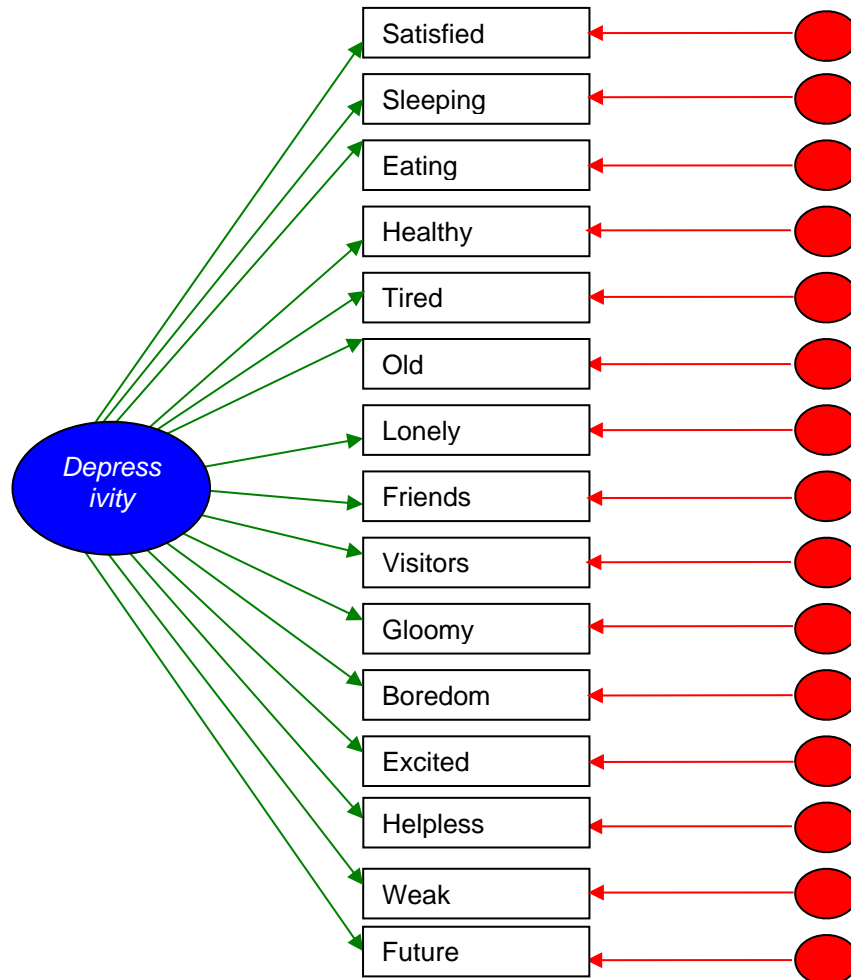 Satisfied
Sleeping
Eating
Healthy
Tired
Old
Lonely
Depress
ivity
Friends
Visitors
Gloomy
Boredom
Excited
Helpless
Weak
Future